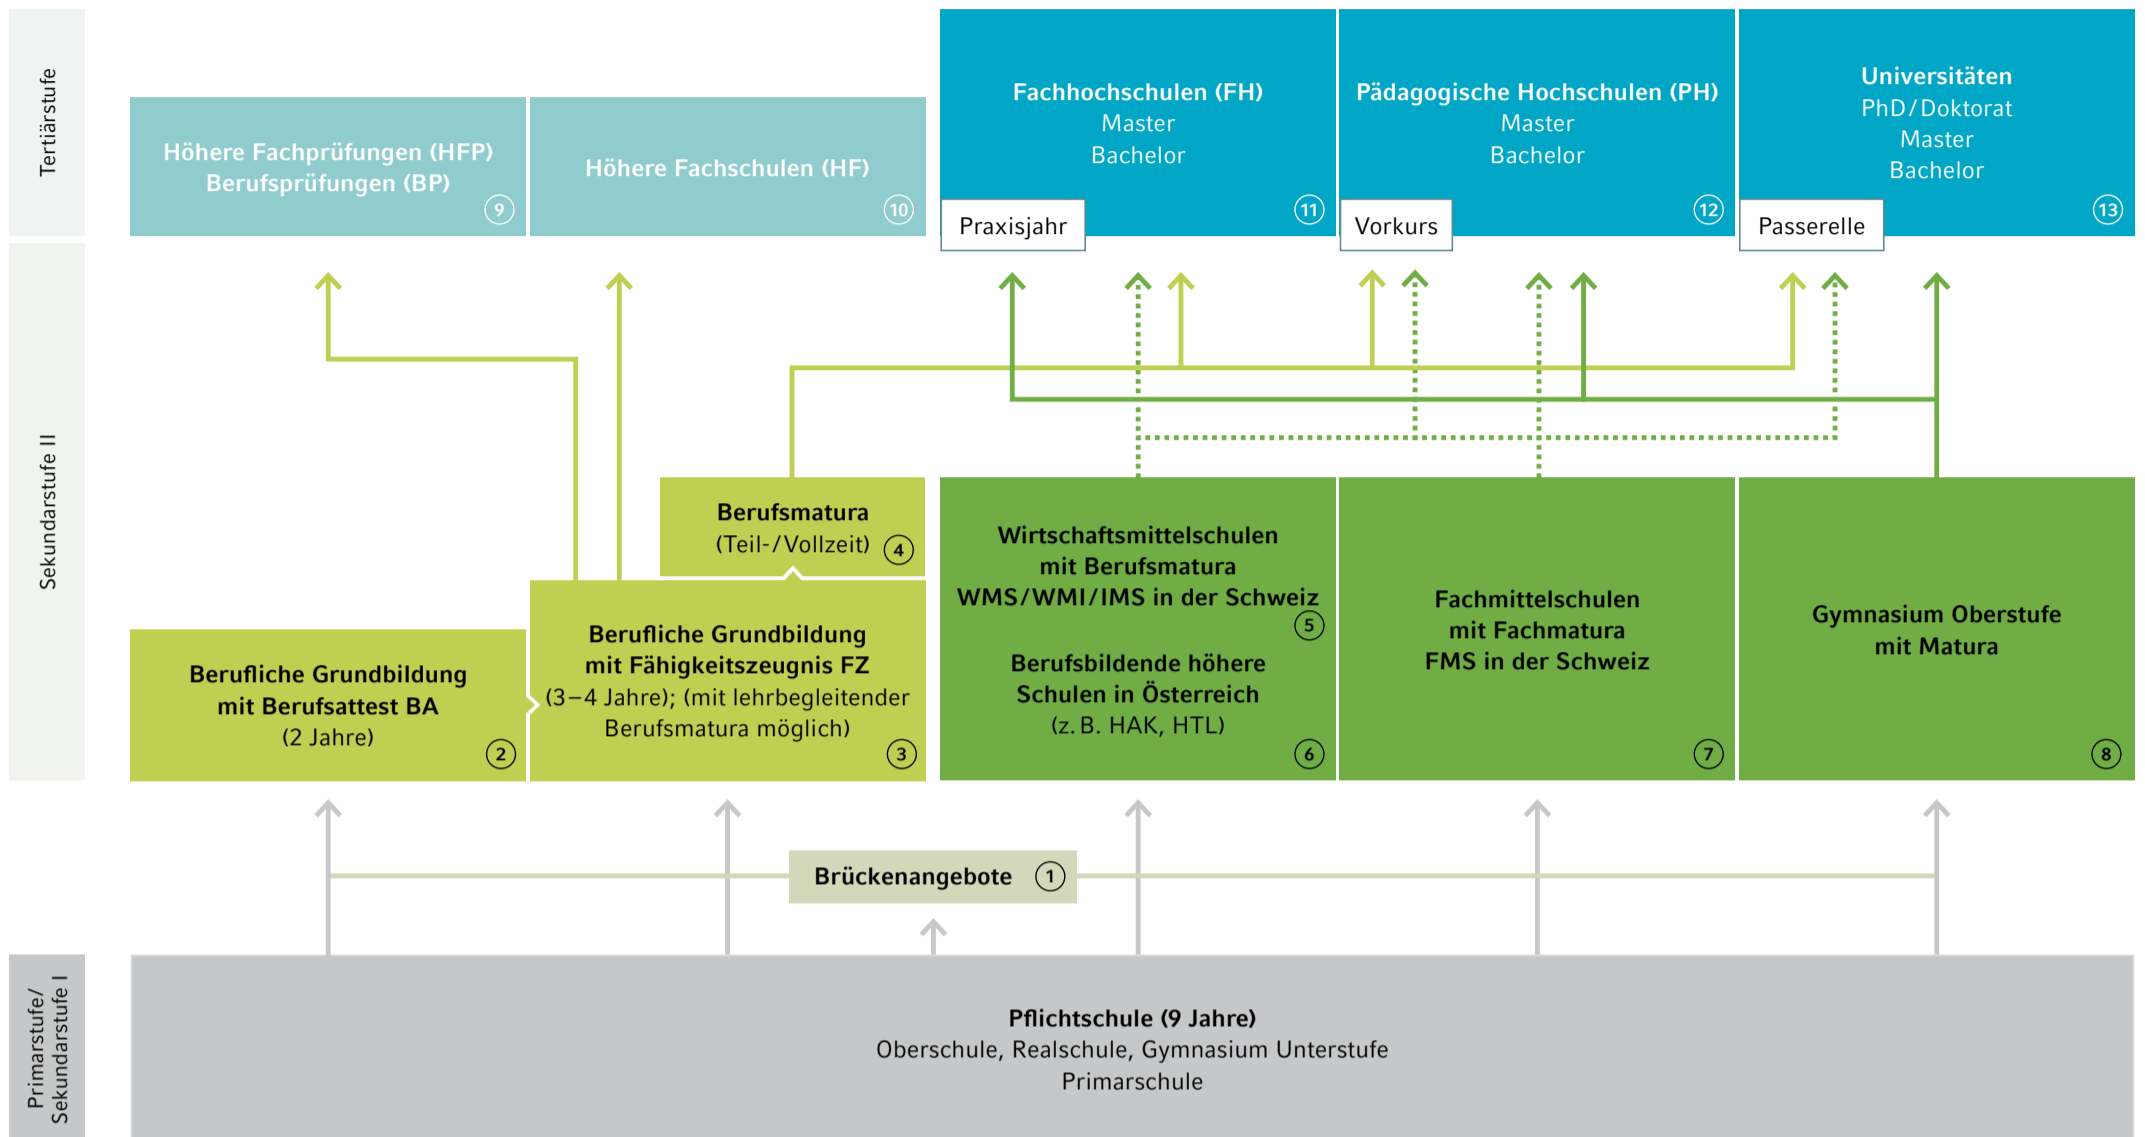 Tertiärstufe
Höhere Fachprüfungen (HFP)
Berufsprüfungen (BP)
9
Höhere Fachschulen (HF)
10
Fachhochschulen (FH)
Master
Bachelor
11
Praxisjahr
Pädagogische Hochschulen (PH)
Master
Bachelor
12
Vorkurs
Universitäten
PhD/Doktorat
Master
Bachelor
13
Passerelle
Sekundarstufe II
Berufliche Grundbildung
mit Berufsattest BA
(2 Jahre)
2
Berufliche Grundbildung
mit Fähigkeitszeugnis FZ
(3–4 Jahre); (mit lehrbegleitender
Berufsmatura möglich)
3
Berufsmatura
(Teil-/Vollzeit)
4
Wirtschaftsmittelschulen
mit Berufsmatura
WMS/WMI/IMS in der Schweiz
5
Berufsbildende höhere
Schulen in Österreich
(z. B. HAK, HTL)
6
Fachmittelschulen
mit Fachmatura
FMS in der Schweiz
7
Gymnasium Oberstufe
mit Matura
8
Brückenangebote
1
Primarstufe/
Sekundarstufe I
Pflichtschule (9 Jahre)
Oberschule, Realschule, Gymnasium Unterstufe
Primarschule